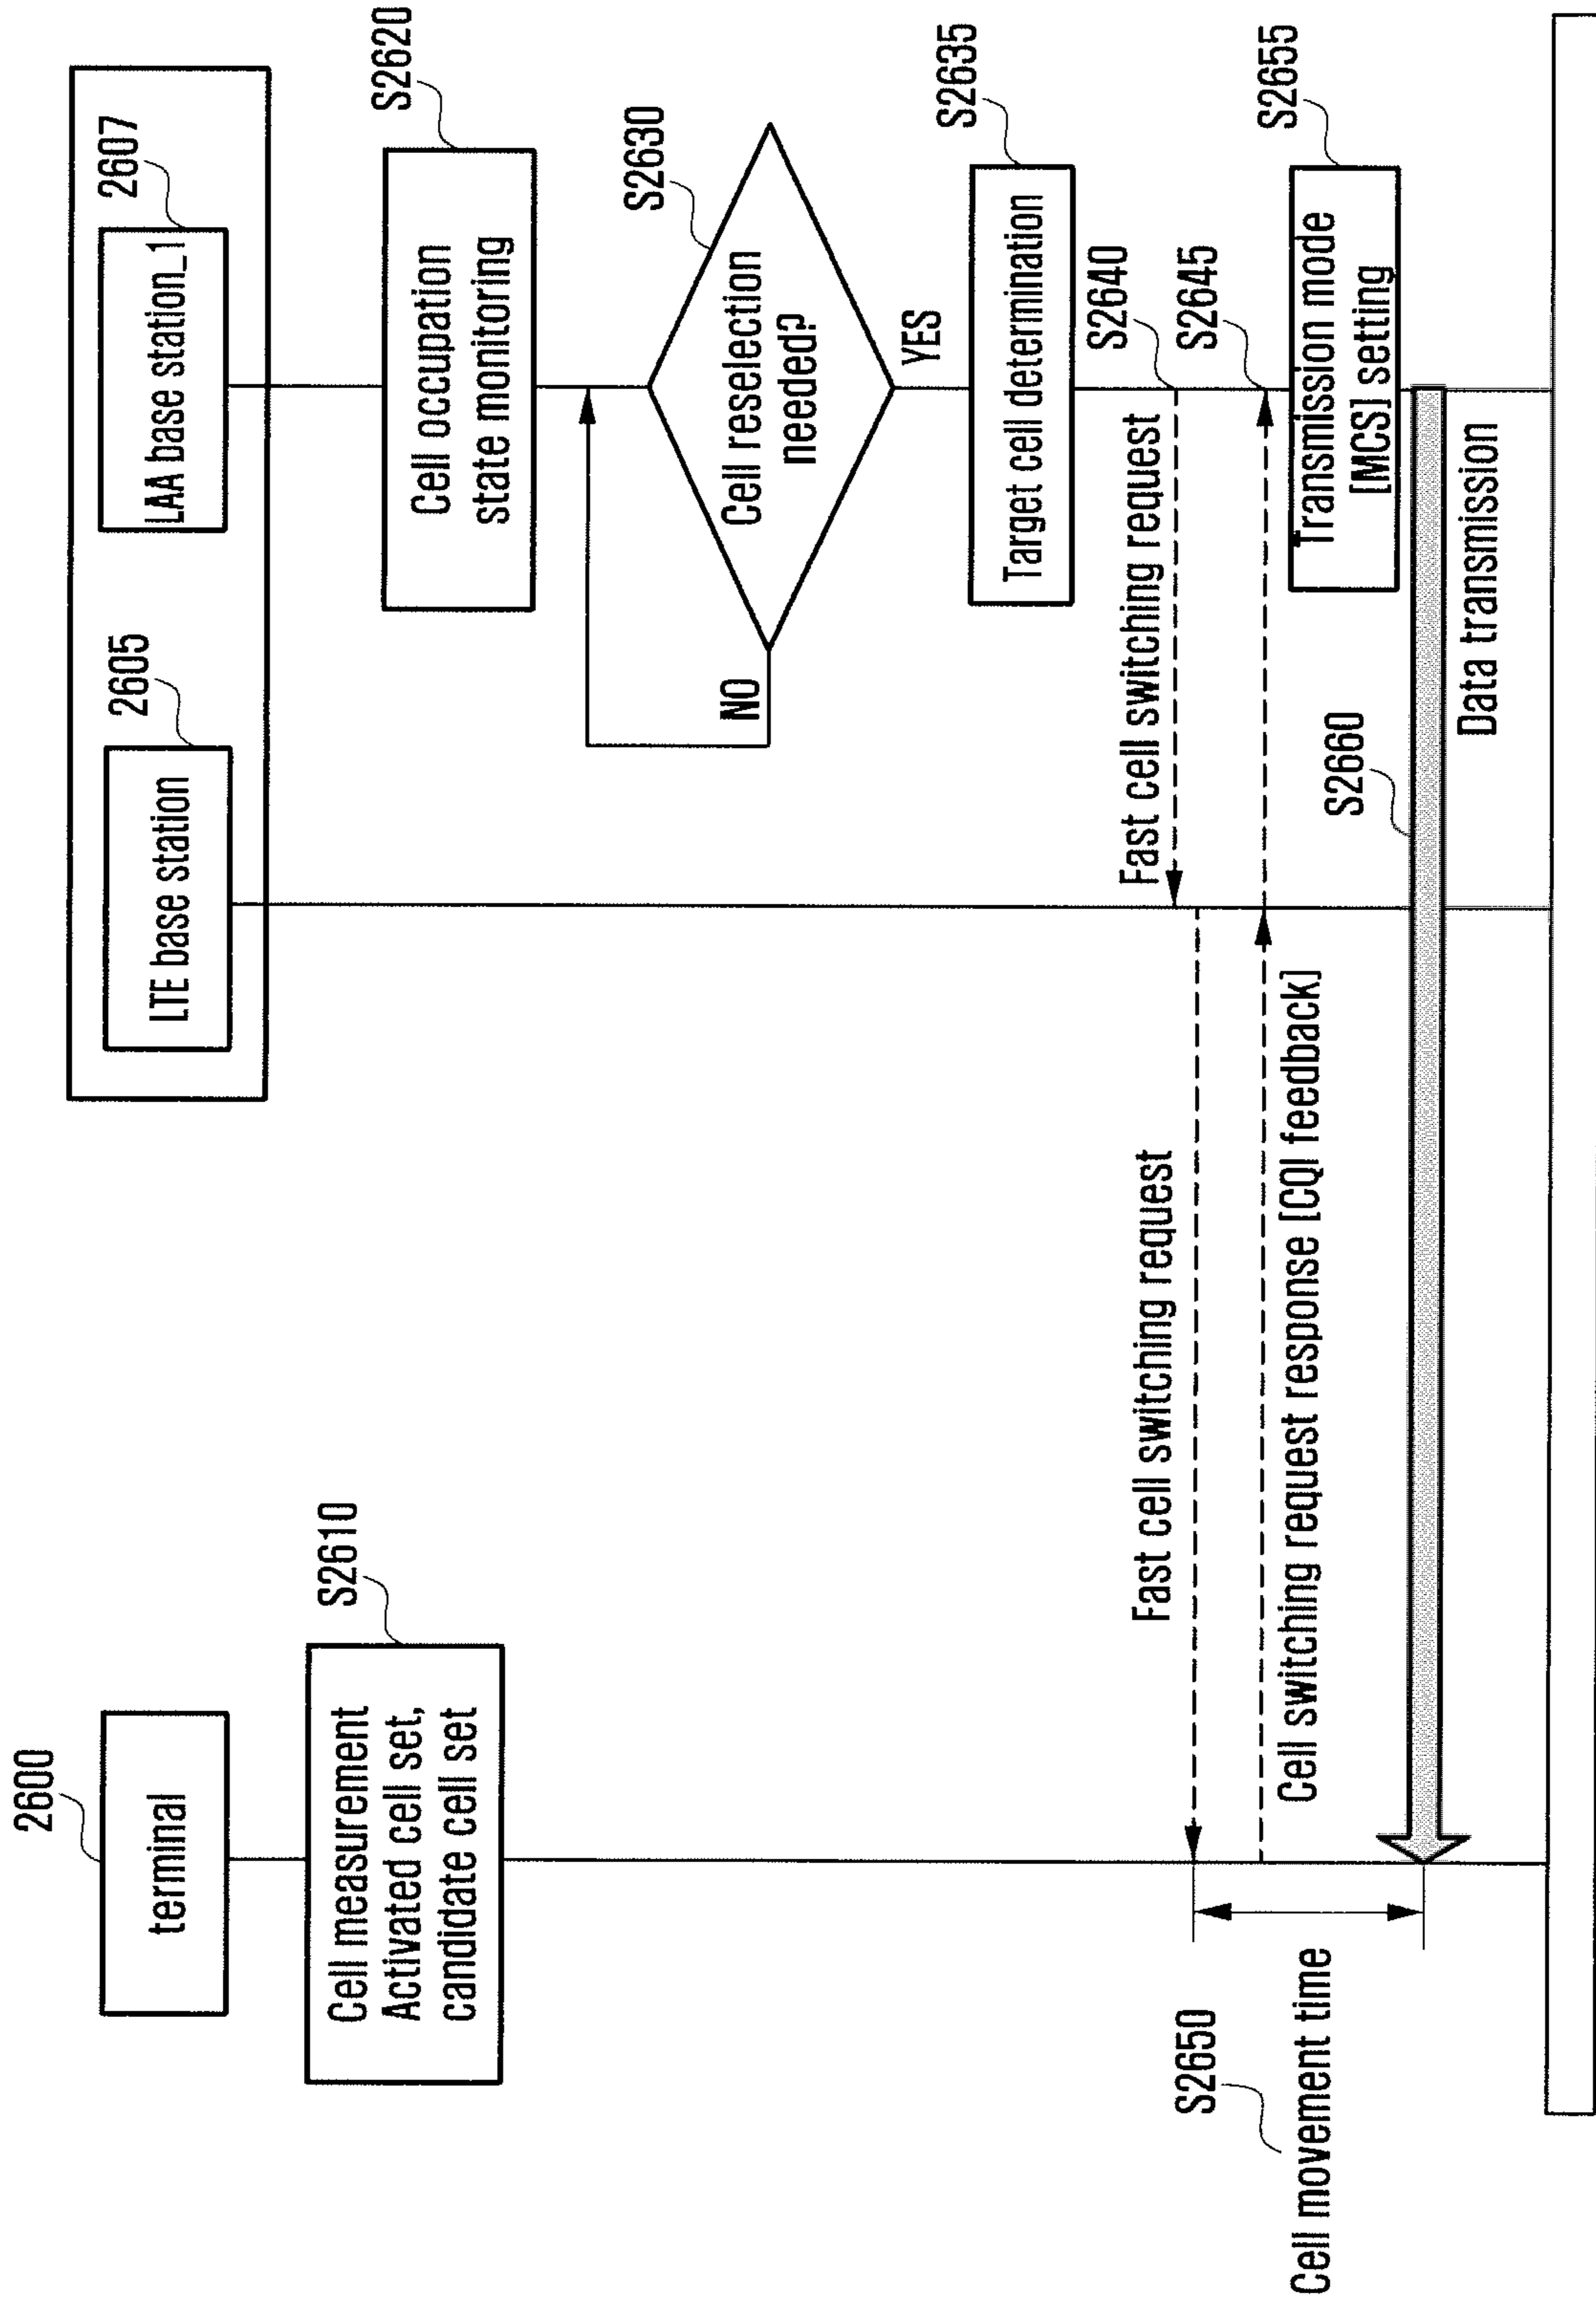 2600
terminal
2605
LTE base station
2607
LAA base station_1
S2610
Cell measurement
Activated cell set,
candidate cell set
S2620
Cell occupation
state monitoring
S2630
Cell reselection
needed?
NO
YES
S2635
Target cell determination
S2640
Fast cell switching request
Fast cell switching request
S2645
Cell switching request response [CQI feedback]
S2650
Cell movement time
S2655
Transmission mode
[MCS] setting
S2660
Data transmission